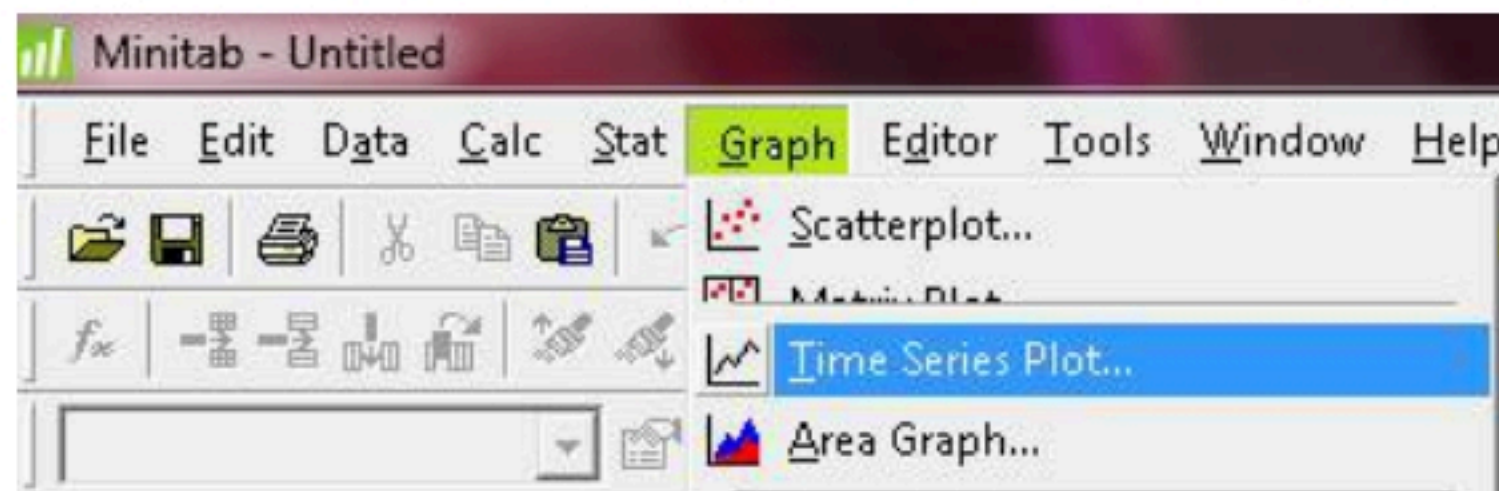 Minitab - Untitled
File Edit Data Calc Stat Graph Editor Tools Window Help
Scatterplot...
Time Series Plot...
Area Graph...